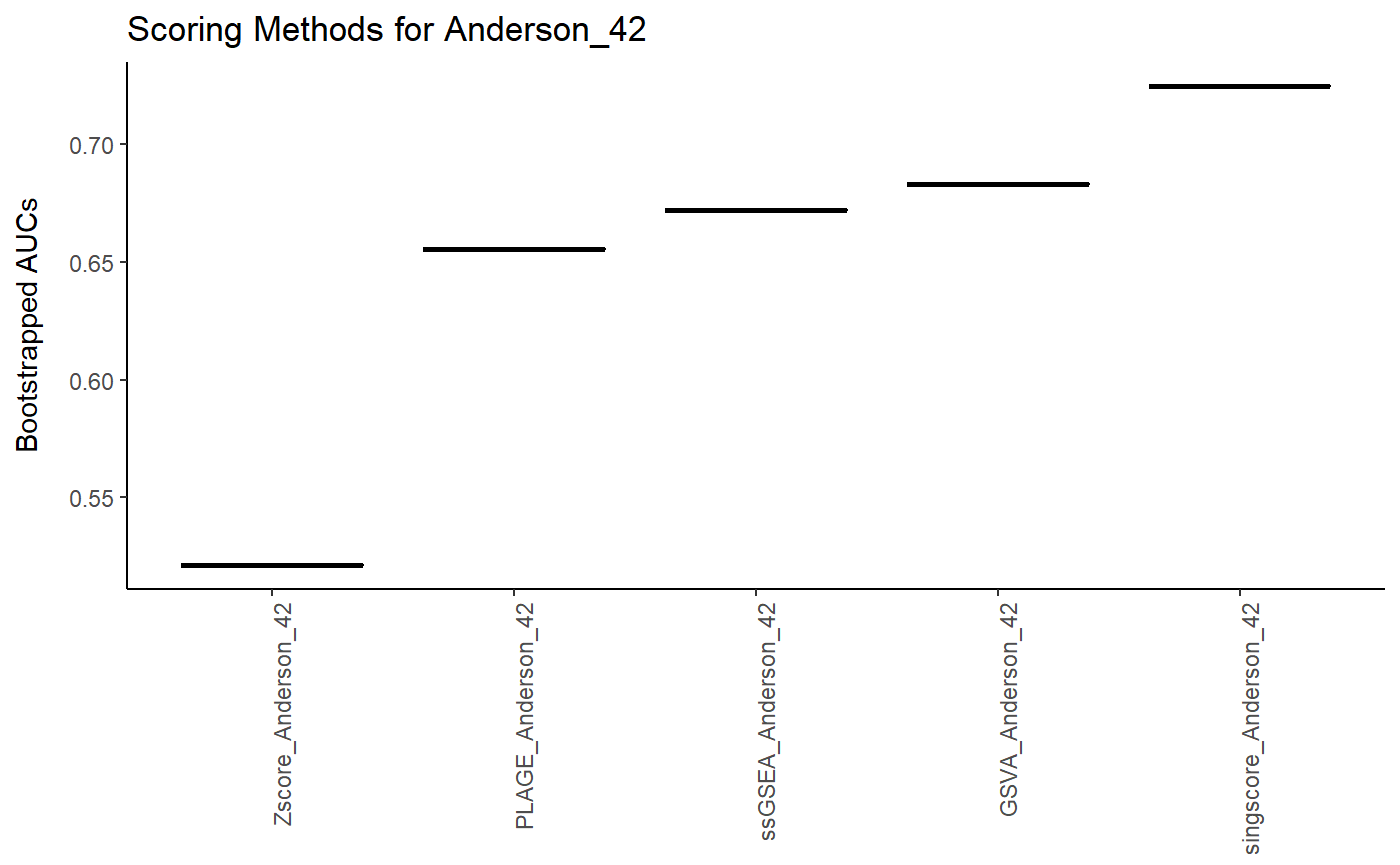 Scoring Methods for Anderson_42
Bootstrapped AUCs
0.70
0.65
0.60
0.55
Zscore_Anderson_42
PLAGE_Anderson_42
ssGSEA_Anderson_42
GSVA_Anderson_42
singscore_Anderson_42